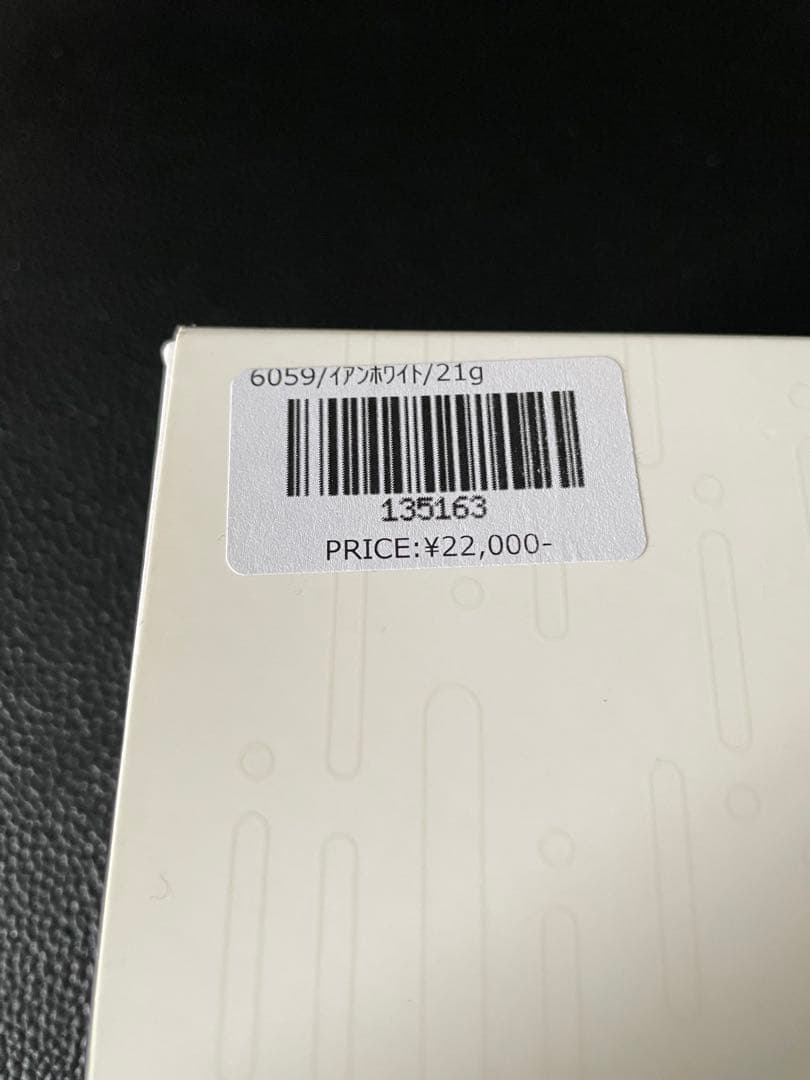 6059/ｲｱﾝﾎﾜｲﾄ/21g
135163
PRICE:¥22,000-